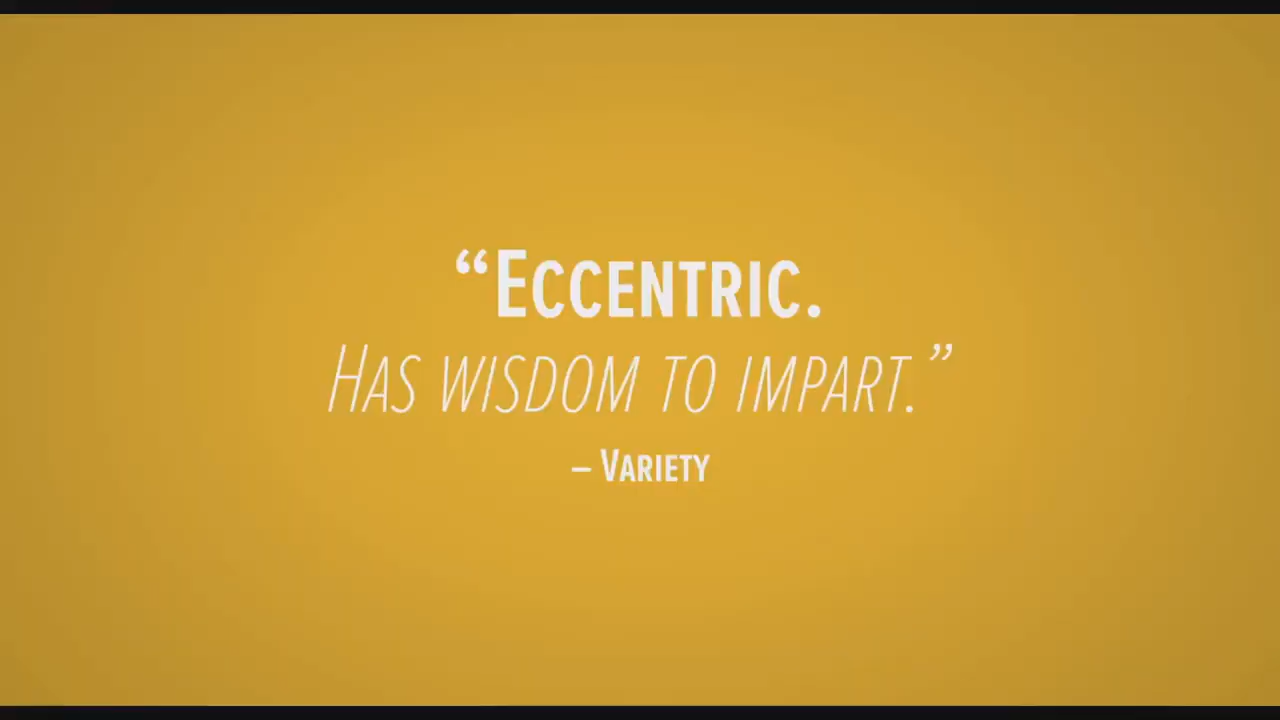 “Eccentric.
Has wisdom to impart.”
– Variety